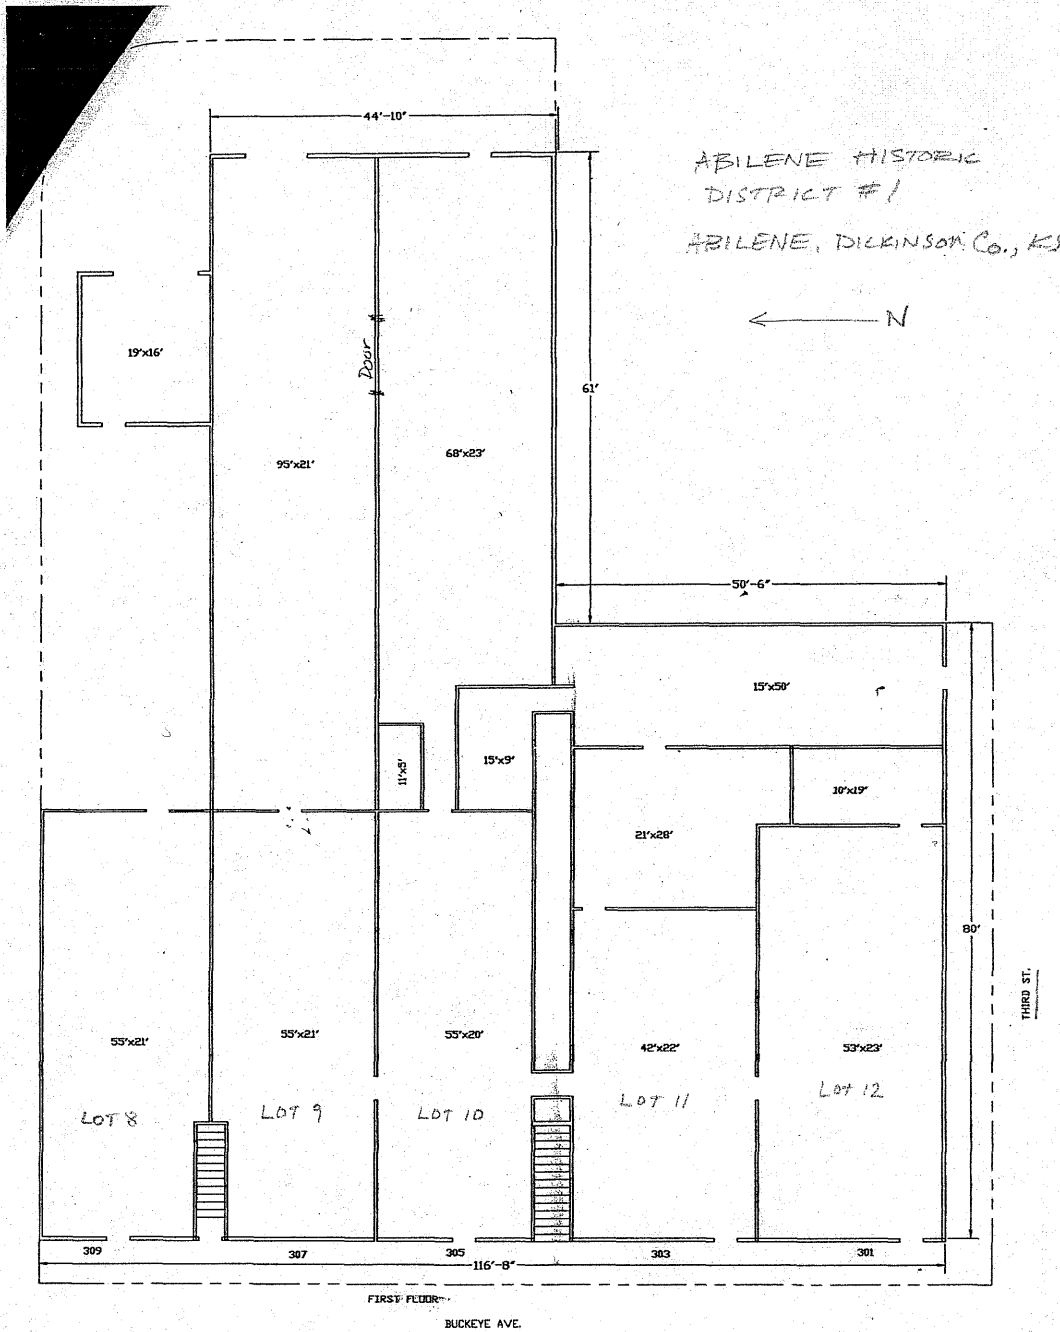 44'-10"
ABILENE HISTORIC
DISTRICT #1
ABILENE, DICKINSON CO., KS
N
19'x16'
Door
61'
95'x21'
68'x23'
50'-6"
15'x50'
11'x5'
15'x9'
10'x19'
21'x28'
80'
THIRD ST.
55'x21'
55'x21'
55'x20'
42'x22'
53'x23'
LOT 8
LOT 9
LOT 10
LOT 11
LOT 12
309
307
305
303
301
116'-8"
FIRST FLOOR
BUCKEYE AVE.